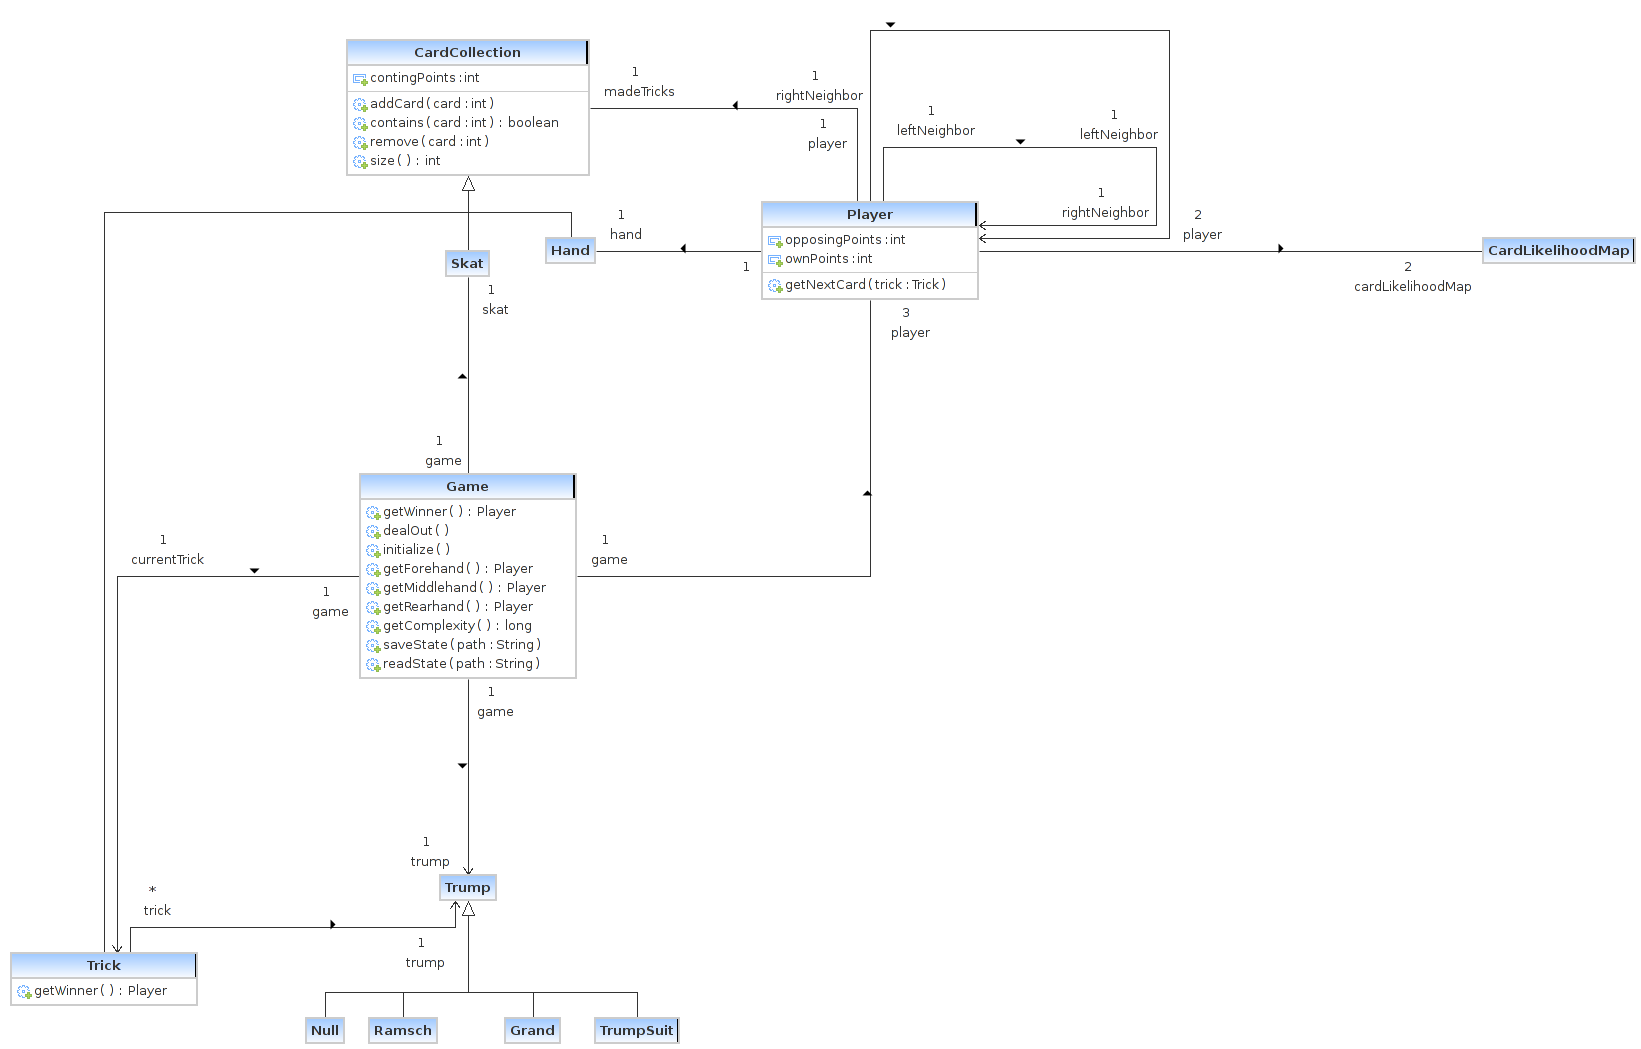 CardCollection
contingPoints : int
addCard ( card : int )
contains ( card : int ) : boolean
remove ( card : int )
size ( ) : int
1
madeTricks
1
rightNeighbor
1
player
1
leftNeighbor
1
leftNeighbor
1
rightNeighbor
Player
opposingPoints : int
ownPoints : int
getNextCard ( trick : Trick )
2
player
CardLikelihoodMap
2
cardLikelihoodMap
1
hand
Hand
1
Skat
1
skat
3
player
1
game
Game
getWinner ( ) : Player
dealOut ( )
initialize ( )
getForehand ( ) : Player
getMiddlehand ( ) : Player
getRearhand ( ) : Player
getComplexity ( ) : long
saveState ( path : String )
readState ( path : String )
1
game
1
currentTrick
1
game
1
game
1
trump
Trump
*
trick
1
trump
Trick
getWinner ( ) : Player
Null
Ramsch
Grand
TrumpSuit